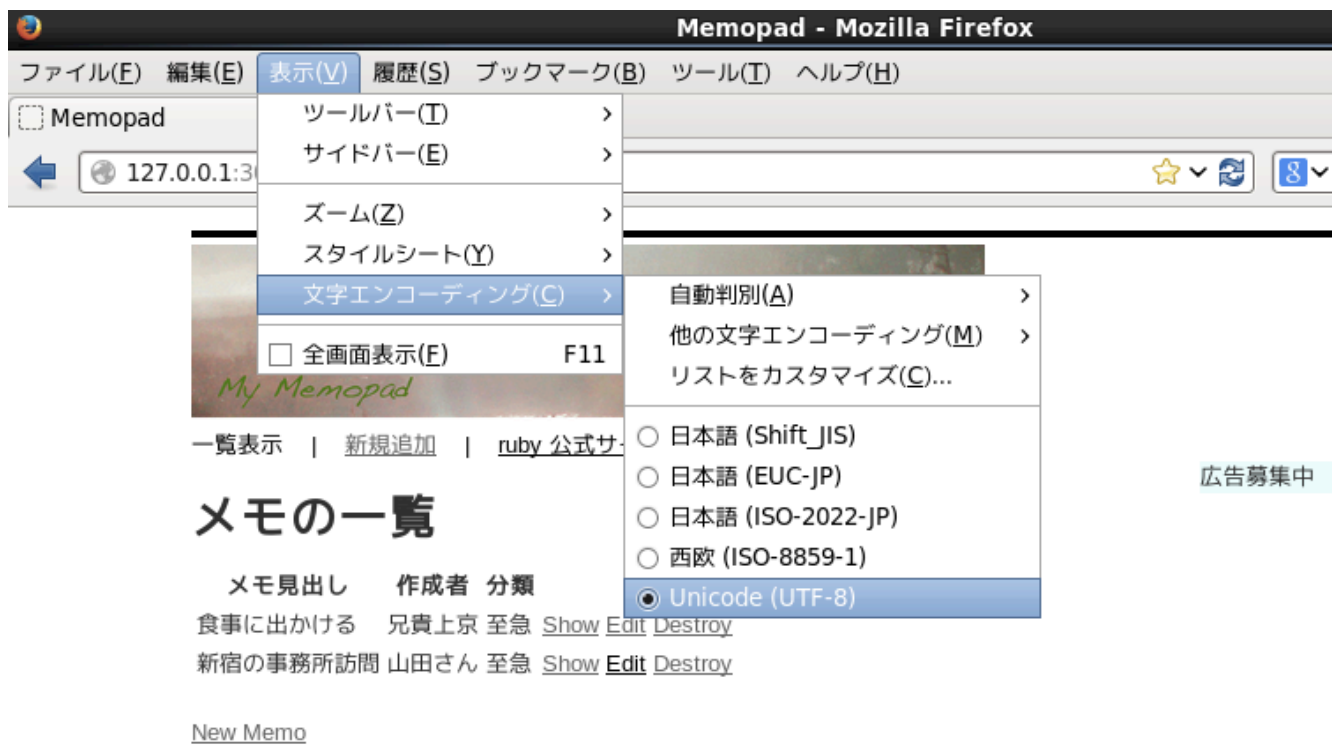 Memopad - Mozilla Firefox
ファイル(F) 編集(E) 表示(V) 履歴(S) ブックマーク(B) ツール(T) ヘルプ(H)
Memopad
127.0.0.1:3
ツールバー(T)
サイドバー(E)
ズーム(Z)
スタイルシート(Y)
文字エンコーディング(C)
全画面表示(F) F11
自動判別(A)
他の文字エンコーディング(M)
リストをカスタマイズ(C)...
日本語 (Shift_JIS)
日本語 (EUC-JP)
日本語 (ISO-2022-JP)
西欧 (ISO-8859-1)
Unicode (UTF-8)
My Memopad
一覧表示 | 新規追加 | ruby 公式サ
広告募集中
メモの一覧
メモ見出し 作成者 分類
食事に出かける 兄貴上京 至急 Show Edit Destroy
新宿の事務所訪問 山田さん 至急 Show Edit Destroy
New Memo